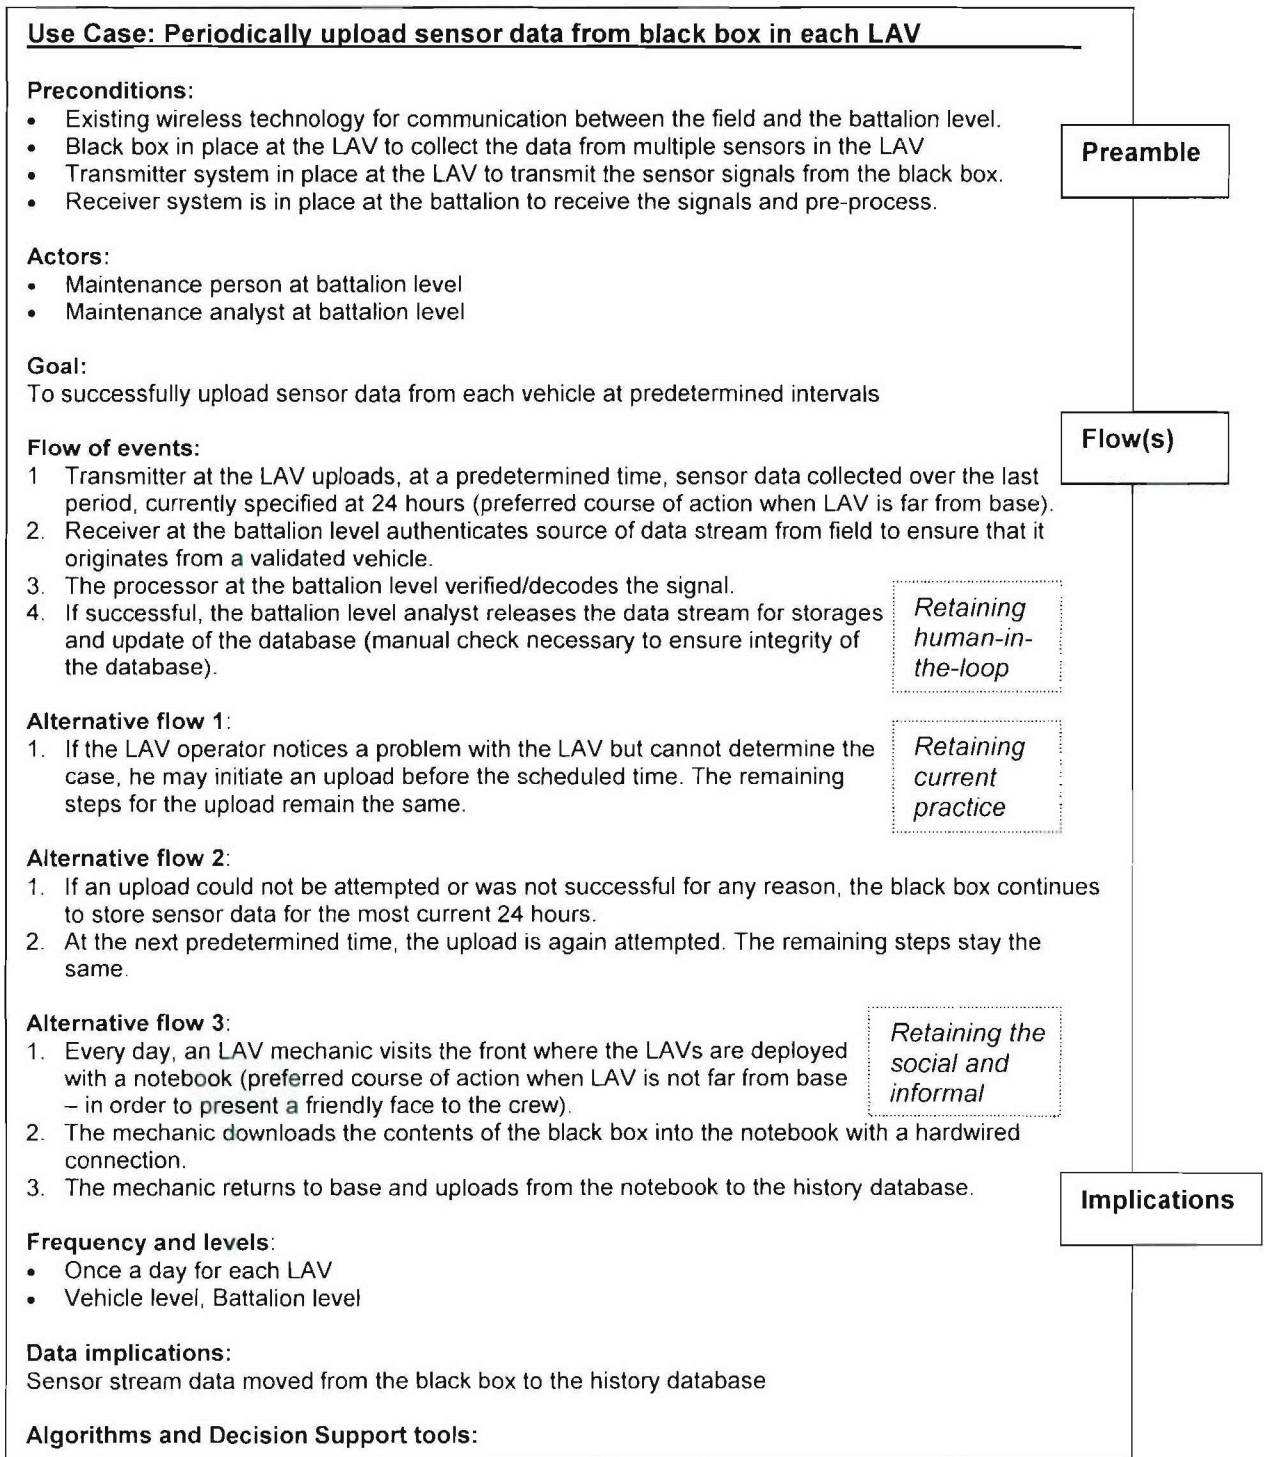 Use Case: Periodically upload sensor data from black box in each LAV
Preconditions:
• Existing wireless technology for communication between the field and the battalion level.
• Black box in place at the LAV to collect the data from multiple sensors in the LAV
• Transmitter system in place at the LAV to transmit the sensor signals from the black box.
• Receiver system is in place at the battalion to receive the signals and pre-process.
Preamble
Actors:
• Maintenance person at battalion level
• Maintenance analyst at battalion level
Goal:
To successfully upload sensor data from each vehicle at predetermined intervals
Flow(s)
Flow of events:
1 Transmitter at the LAV uploads, at a predetermined time, sensor data collected over the last
period, currently specified at 24 hours (preferred course of action when LAV is far from base).
2. Receiver at the battalion level authenticates source of data stream from field to ensure that it
originates from a validated vehicle.
3. The processor at the battalion level verified/decodes the signal.
4. If successful, the battalion level analyst releases the data stream for storages
and update of the database (manual check necessary to ensure integrity of
the database).
Retaining
human-in-
the-loop
Alternative flow 1:
1. If the LAV operator notices a problem with the LAV but cannot determine the
case, he may initiate an upload before the scheduled time. The remaining
steps for the upload remain the same.
Retaining
current
practice
Alternative flow 2:
1. If an upload could not be attempted or was not successful for any reason, the black box continues
to store sensor data for the most current 24 hours.
2. At the next predetermined time, the upload is again attempted. The remaining steps stay the
same.
Alternative flow 3:
1. Every day, an LAV mechanic visits the front where the LAVs are deployed
with a notebook (preferred course of action when LAV is not far from base
– in order to present a friendly face to the crew).
2. The mechanic downloads the contents of the black box into the notebook with a hardwired
connection.
3. The mechanic returns to base and uploads from the notebook to the history database.
Retaining the
social and
informal
Implications
Frequency and levels:
• Once a day for each LAV
• Vehicle level, Battalion level
Data implications:
Sensor stream data moved from the black box to the history database
Algorithms and Decision Support tools: